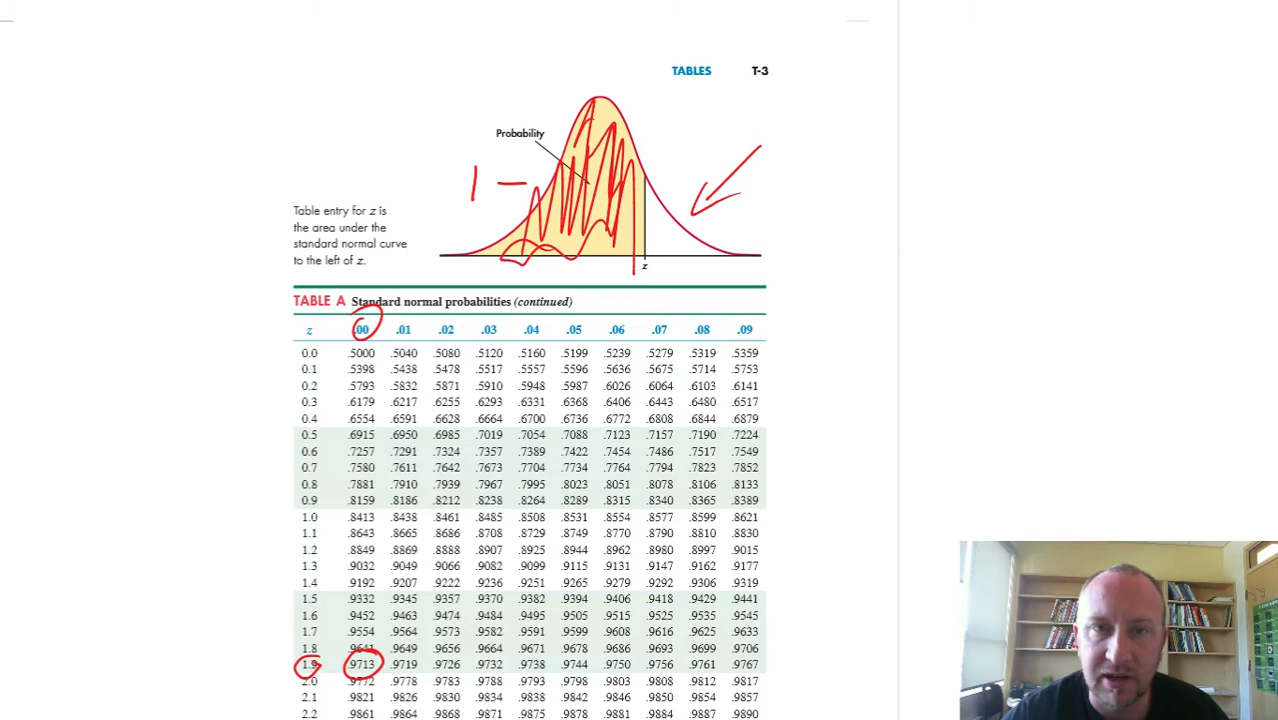 TABLES T-3
Probability
1 –
Table entry for z is
the area under the
standard normal curve
to the left of z.
z
TABLE A Standard normal probabilities (continued)
z .00 .01 .02 .03 .04 .05 .06 .07 .08 .09
0.0 .5000 .5040 .5080 .5120 .5160 .5199 .5239 .5279 .5319 .5359
0.1 .5398 .5438 .5478 .5517 .5557 .5596 .5636 .5675 .5714 .5753
0.2 .5793 .5832 .5871 .5910 .5948 .5987 .6026 .6064 .6103 .6141
0.3 .6179 .6217 .6255 .6293 .6331 .6368 .6406 .6443 .6480 .6517
0.4 .6554 .6591 .6628 .6664 .6700 .6736 .6772 .6808 .6844 .6879
0.5 .6915 .6950 .6985 .7019 .7054 .7088 .7123 .7157 .7190 .7224
0.6 .7257 .7291 .7324 .7357 .7389 .7422 .7454 .7486 .7517 .7549
0.7 .7580 .7611 .7642 .7673 .7704 .7734 .7764 .7794 .7823 .7852
0.8 .7881 .7910 .7939 .7967 .7995 .8023 .8051 .8078 .8106 .8133
0.9 .8159 .8186 .8212 .8238 .8264 .8289 .8315 .8340 .8365 .8389
1.0 .8413 .8438 .8461 .8485 .8508 .8531 .8554 .8577 .8599 .8621
1.1 .8643 .8665 .8686 .8708 .8729 .8749 .8770 .8790 .8810 .8830
1.2 .8849 .8869 .8888 .8907 .8925 .8944 .8962 .8980 .8997 .9015
1.3 .9032 .9049 .9066 .9082 .9099 .9115 .9131 .9147 .9162 .9177
1.4 .9192 .9207 .9222 .9236 .9251 .9265 .9279 .9292 .9306 .9319
1.5 .9332 .9345 .9357 .9370 .9382 .9394 .9406 .9418 .9429 .9441
1.6 .9452 .9463 .9474 .9484 .9495 .9505 .9515 .9525 .9535 .9545
1.7 .9554 .9564 .9573 .9582 .9591 .9599 .9608 .9616 .9625 .9633
1.8 .9641 .9649 .9656 .9664 .9671 .9678 .9686 .9693 .9699 .9706
1.9 .9713 .9719 .9726 .9732 .9738 .9744 .9750 .9756 .9761 .9767
2.0 .9772 .9778 .9783 .9788 .9793 .9798 .9803 .9808 .9812 .9817
2.1 .9821 .9826 .9830 .9834 .9838 .9842 .9846 .9850 .9854 .9857
2.2 .9861 .9864 .9868 .9871 .9875 .9878 .9881 .9884 .9887 .9890